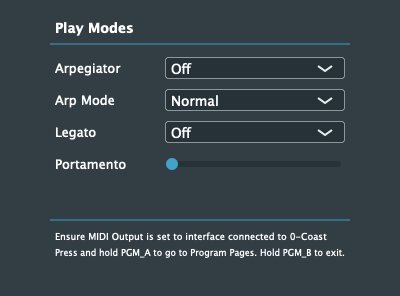 Play Modes
Arpegiator Off
Arp Mode Normal
Legato Off
Portamento
Ensure MIDI Output is set to interface connected to 0-Coast
Press and hold PGM_A to go to Program Pages. Hold PGM_B to exit.